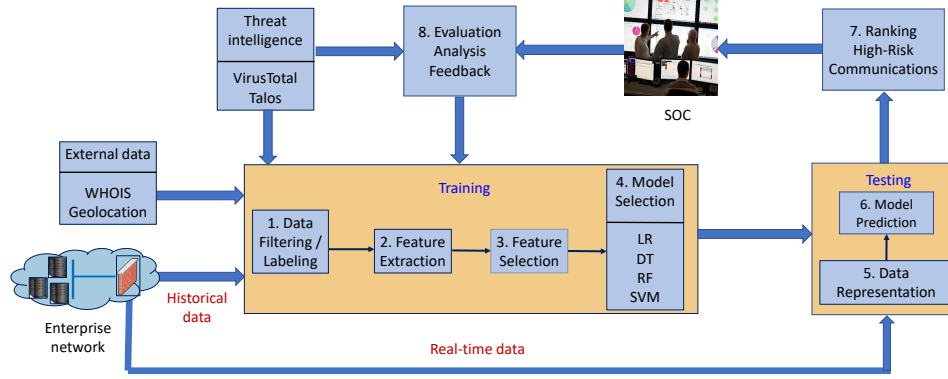 Threat
intelligence
VirusTotal
Talos
8. Evaluation
Analysis
Feedback
SOC
7. Ranking
High-Risk
Communications
External data
WHOIS
Geolocation
Training
1. Data
Filtering /
Labeling
2. Feature
Extraction
3. Feature
Selection
4. Model
Selection
LR
DT
RF
SVM
Testing
6. Model
Prediction
5. Data
Representation
Historical
data
Enterprise
network
Real-time data